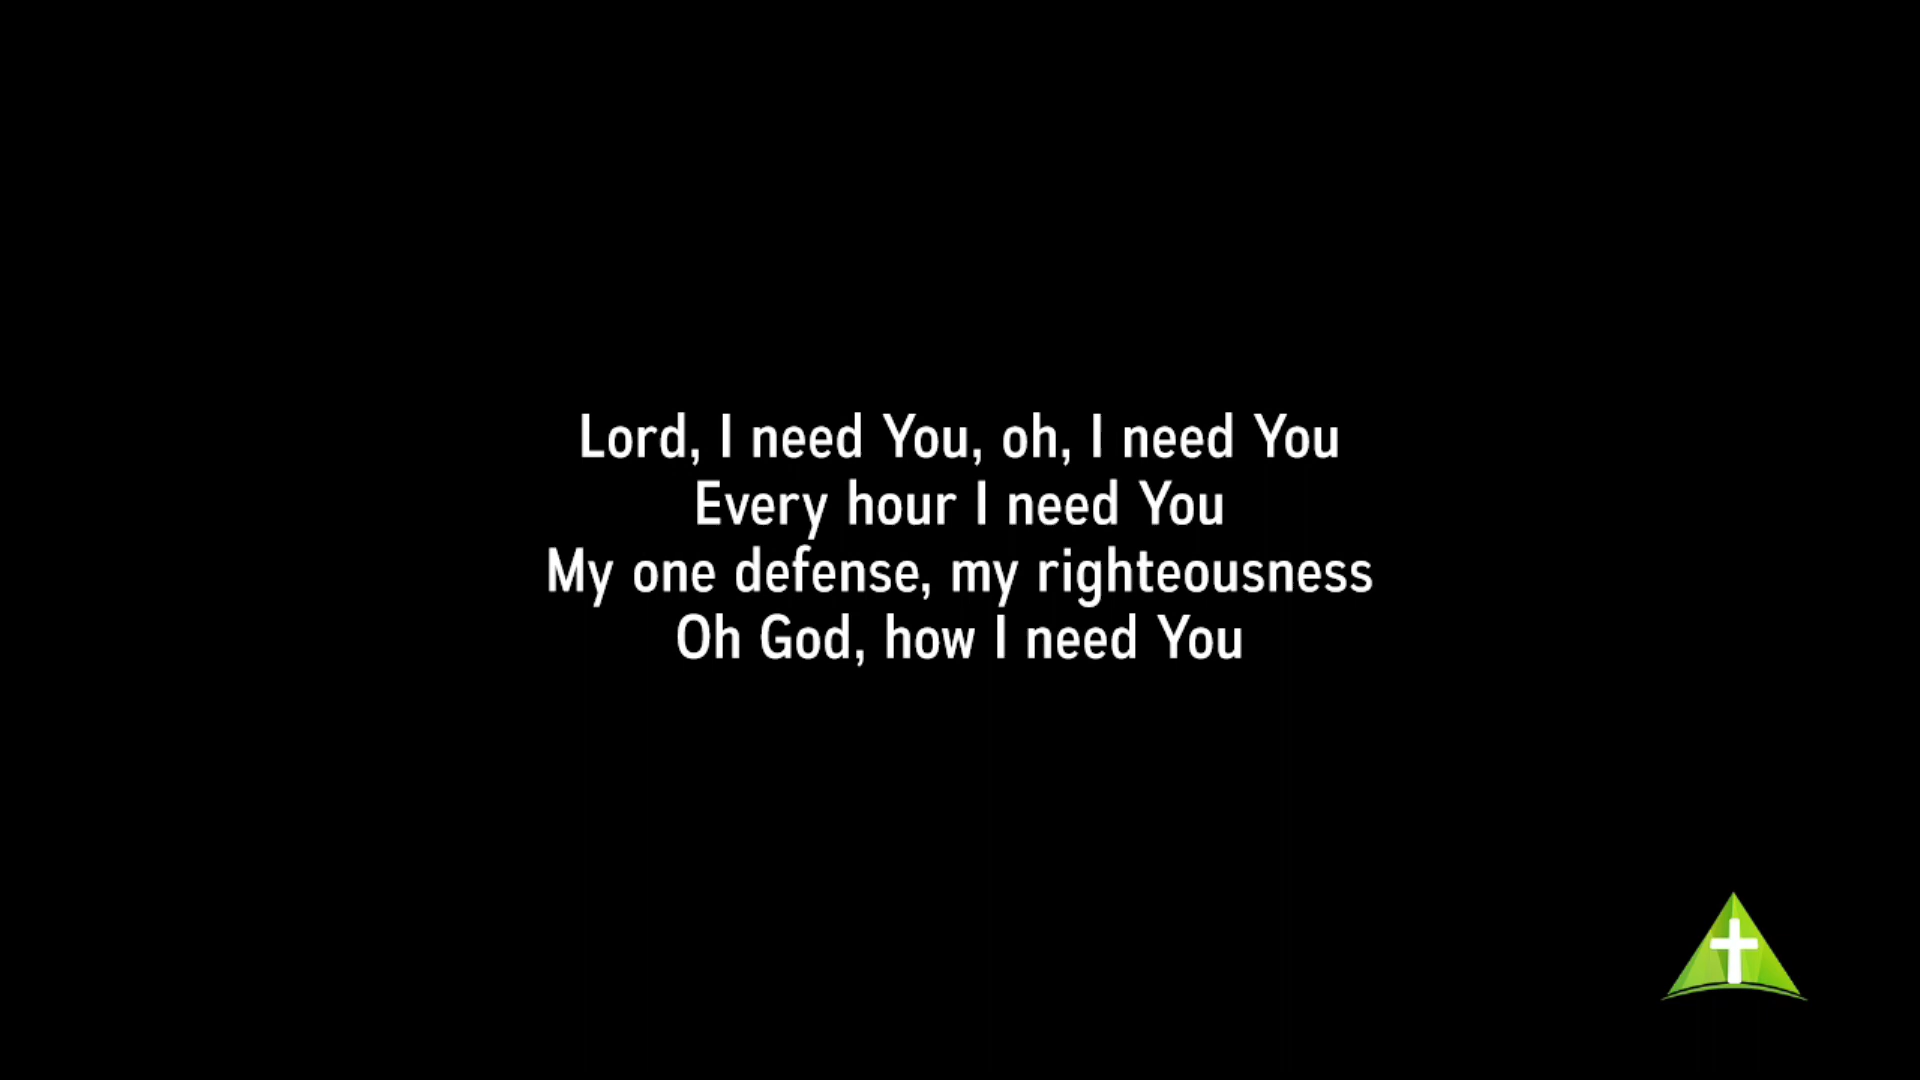 Lord, I need You, oh, I need You
Every hour I need You
My one defense, my righteousness
Oh God, how I need You